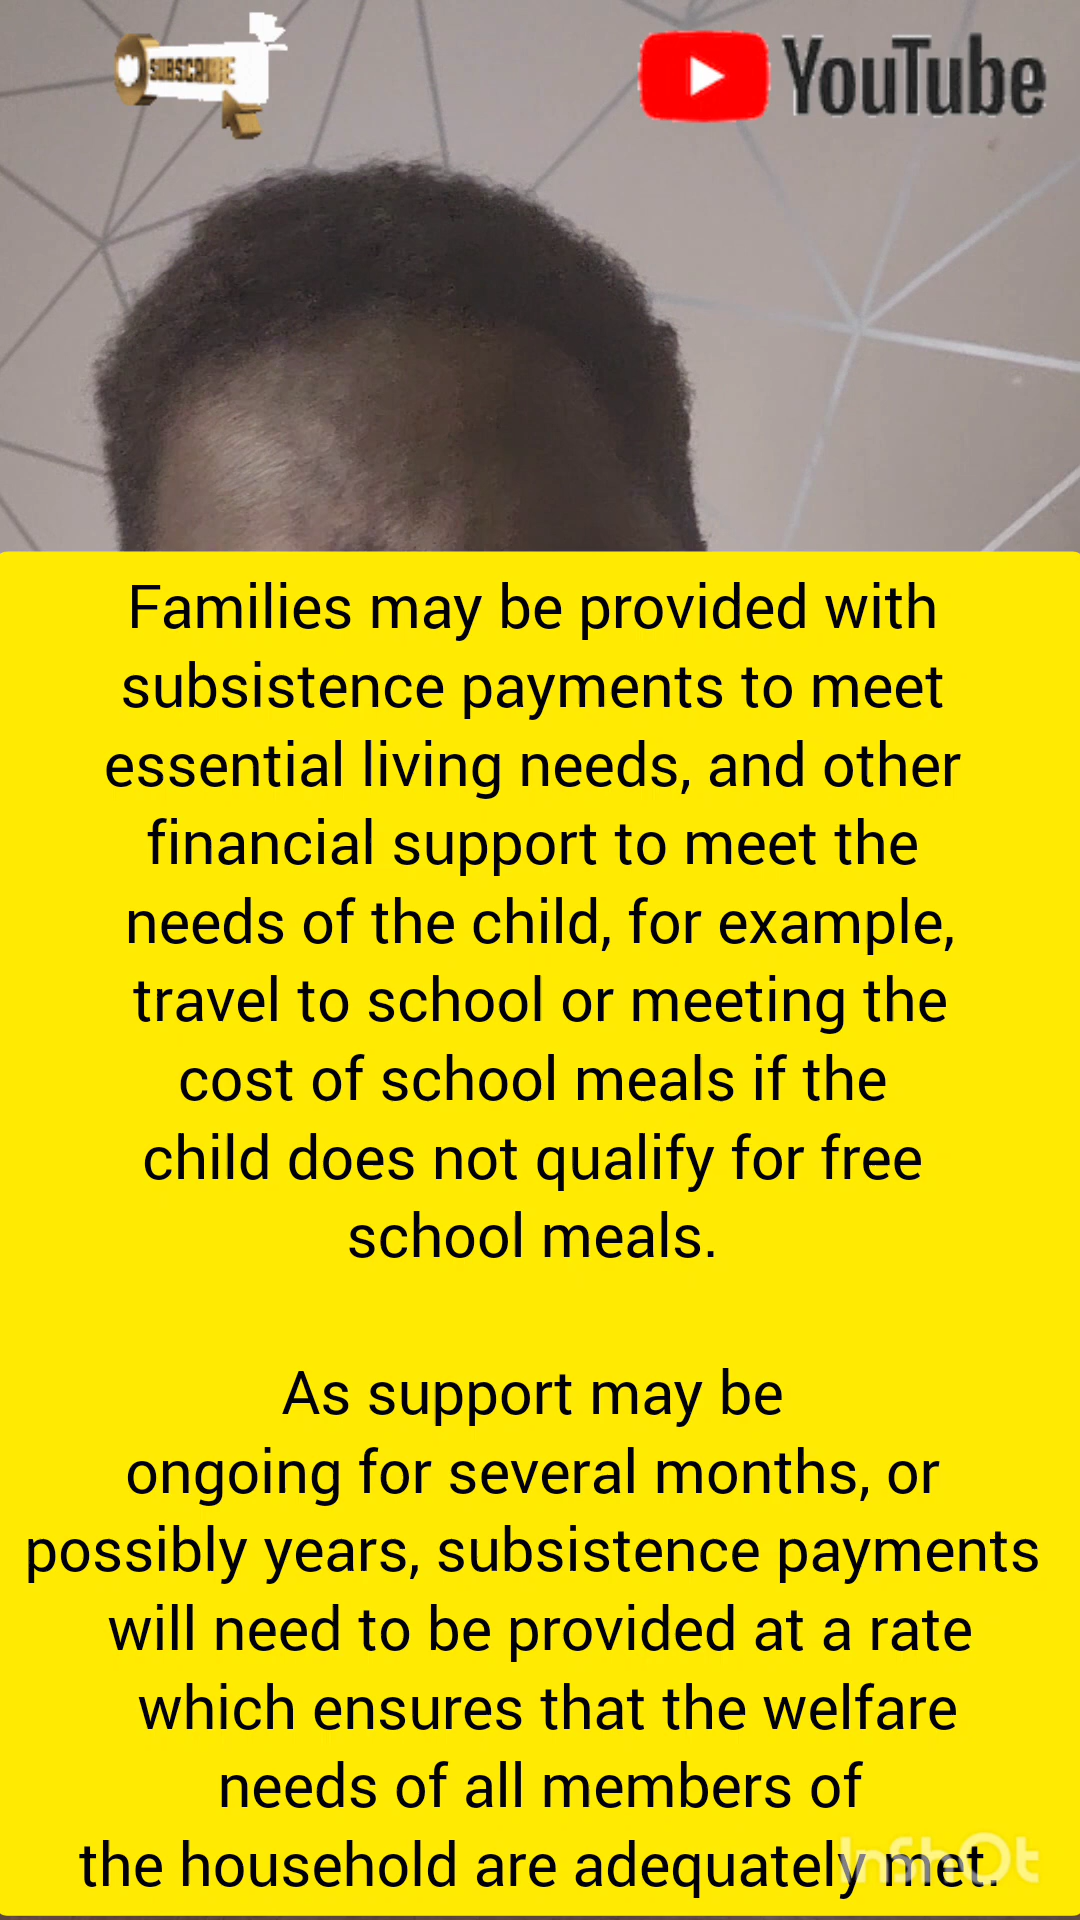 SUBSCRIBE
YouTube
Families may be provided with
subsistence payments to meet
essential living needs, and other
financial support to meet the
needs of the child, for example,
travel to school or meeting the
cost of school meals if the
child does not qualify for free
school meals.
As support may be
ongoing for several months, or
possibly years, subsistence payments
will need to be provided at a rate
which ensures that the welfare
needs of all members of
the household are adequately met.
InShOt